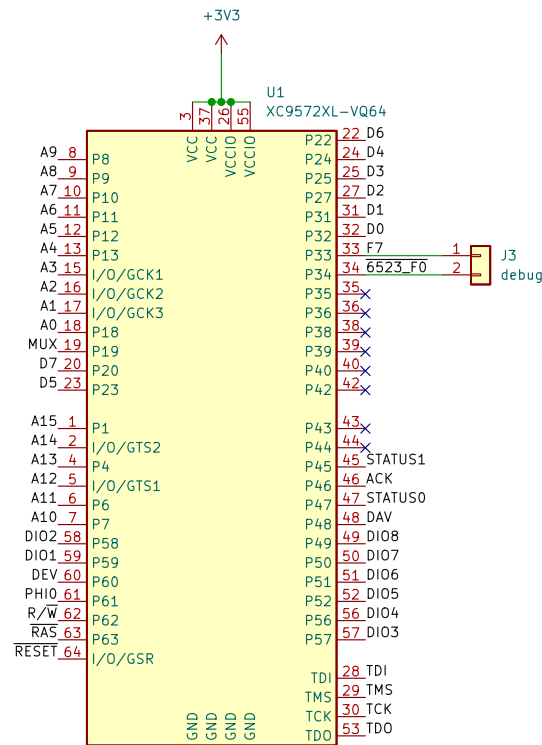 +3V3
U1
XC9572XL-VQ64
3 37 26 55
VCC VCC VCCIO VCCIO
P22 22 D6
A9 8 P8 P24 24 D4
A8 9 P9 P25 25 D3
A7 10 P10 P27 27 D2
A6 11 P11 P31 31 D1
A5 12 P12 P32 32 D0
A4 13 P13 P33 33 F7 1 J3
A3 15 I/O/GCK1 P34 34 6523_F0 2 debug
A2 16 I/O/GCK2 P35 35
A1 17 I/O/GCK3 P36 36
A0 18 P18 P38 38
MUX 19 P19 P39 39
D7 20 P20 P40 40
D5 23 P23 P42 42
A15 1 P1 P43 43
A14 2 I/O/GTS2 P44 44
A13 4 P4 P45 45 STATUS1
A12 5 I/O/GTS1 P46 46 ACK
A11 6 P6 P47 47 STATUS0
A10 7 P7 P48 48 DAV
DIO2 58 P58 P49 49 DIO8
DIO1 59 P59 P50 50 DIO7
DEV 60 P60 P51 51 DIO6
PHI0 61 P61 P52 52 DIO5
R/W 62 P62 P56 56 DIO4
RAS 63 P63 P57 57 DIO3
RESET 64 I/O/GSR
TDI 28 TDI
TMS 29 TMS
TCK 30 TCK
TDO 53 TDO
GND GND GND GND